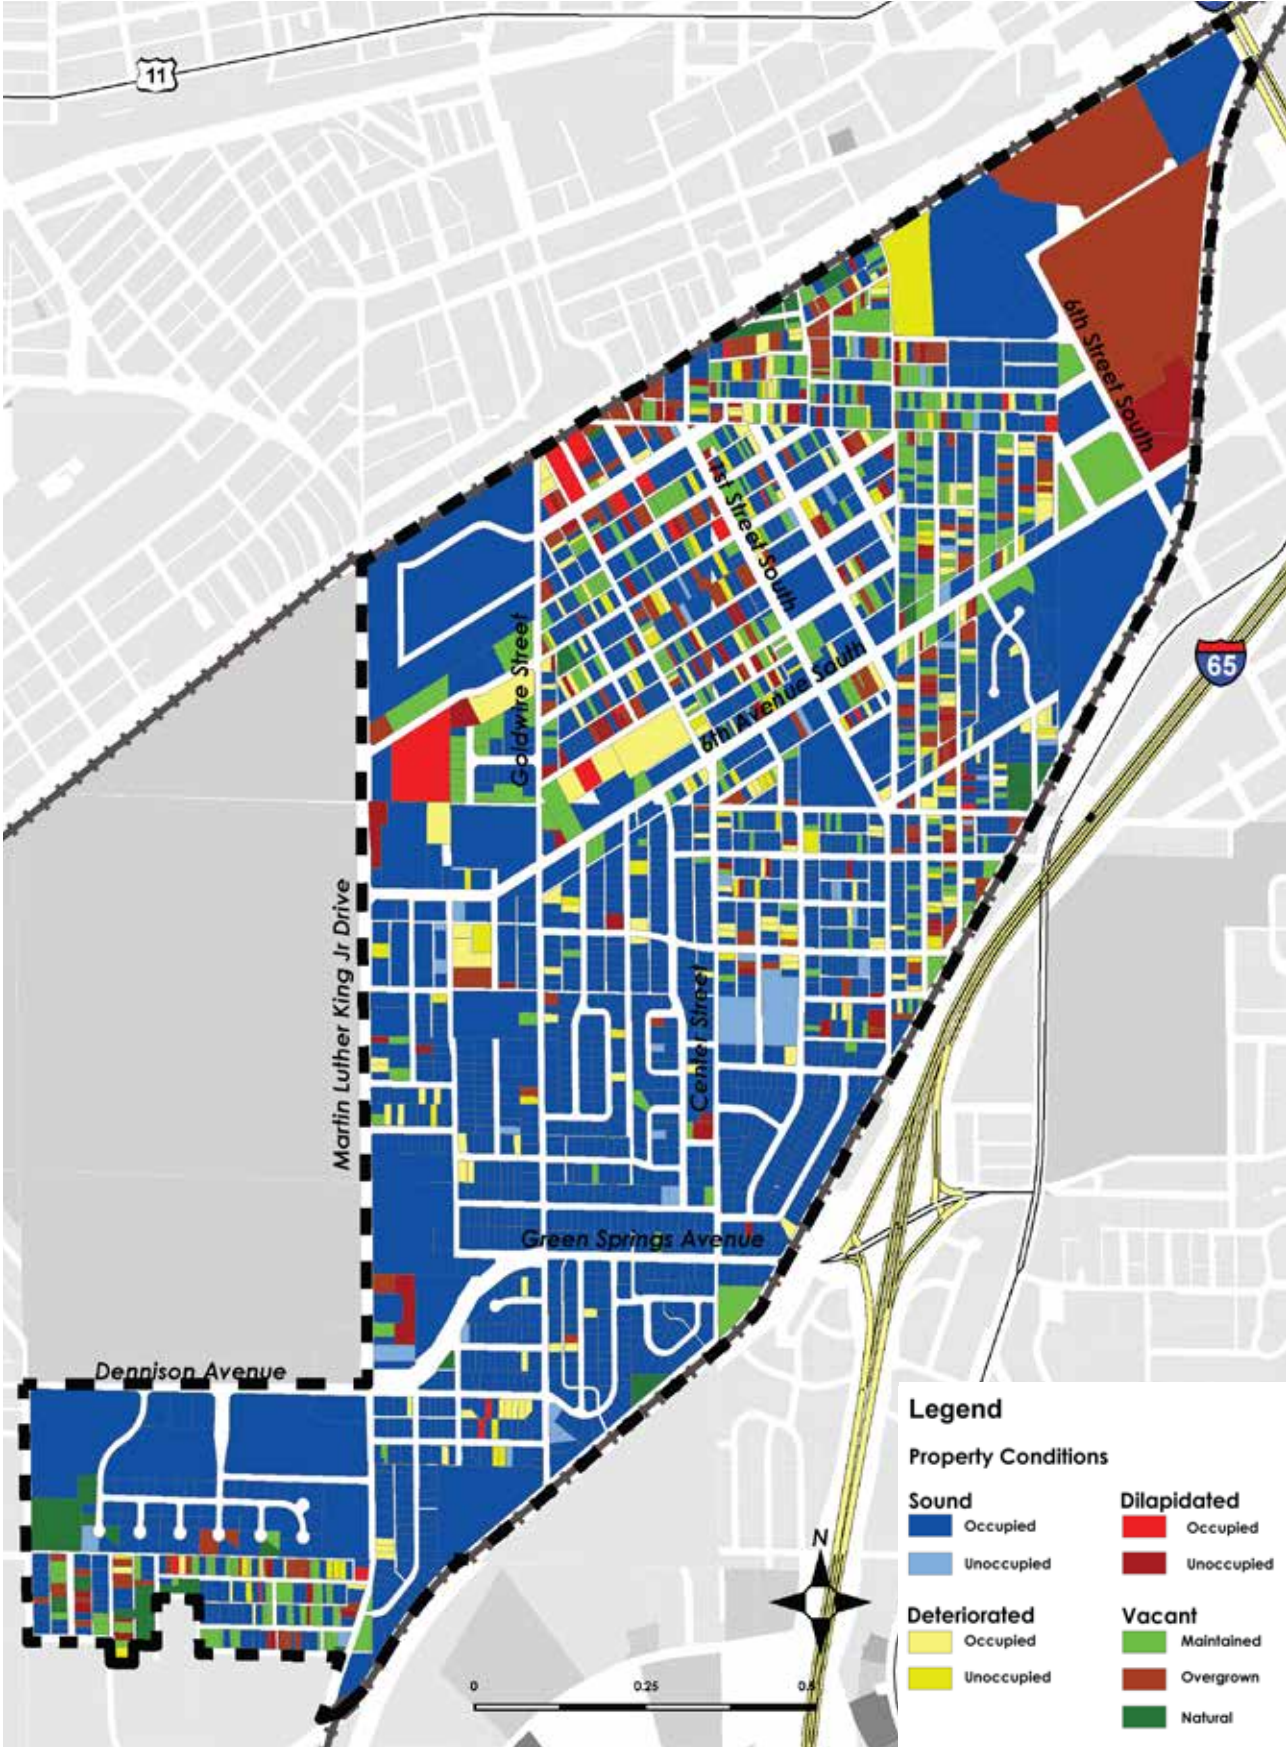 11
6th Street South
1st Street South
65
Goldwire Street
6th Avenue South
Martin Luther King Jr Drive
Center Street
Green Springs Avenue
Dennison Avenue
Legend
Property Conditions
Sound
Occupied
Unoccupied
Dilapidated
Occupied
Unoccupied
Deteriorated
Occupied
Unoccupied
Vacant
Maintained
Overgrown
Natural
N
0 0.25 0.5